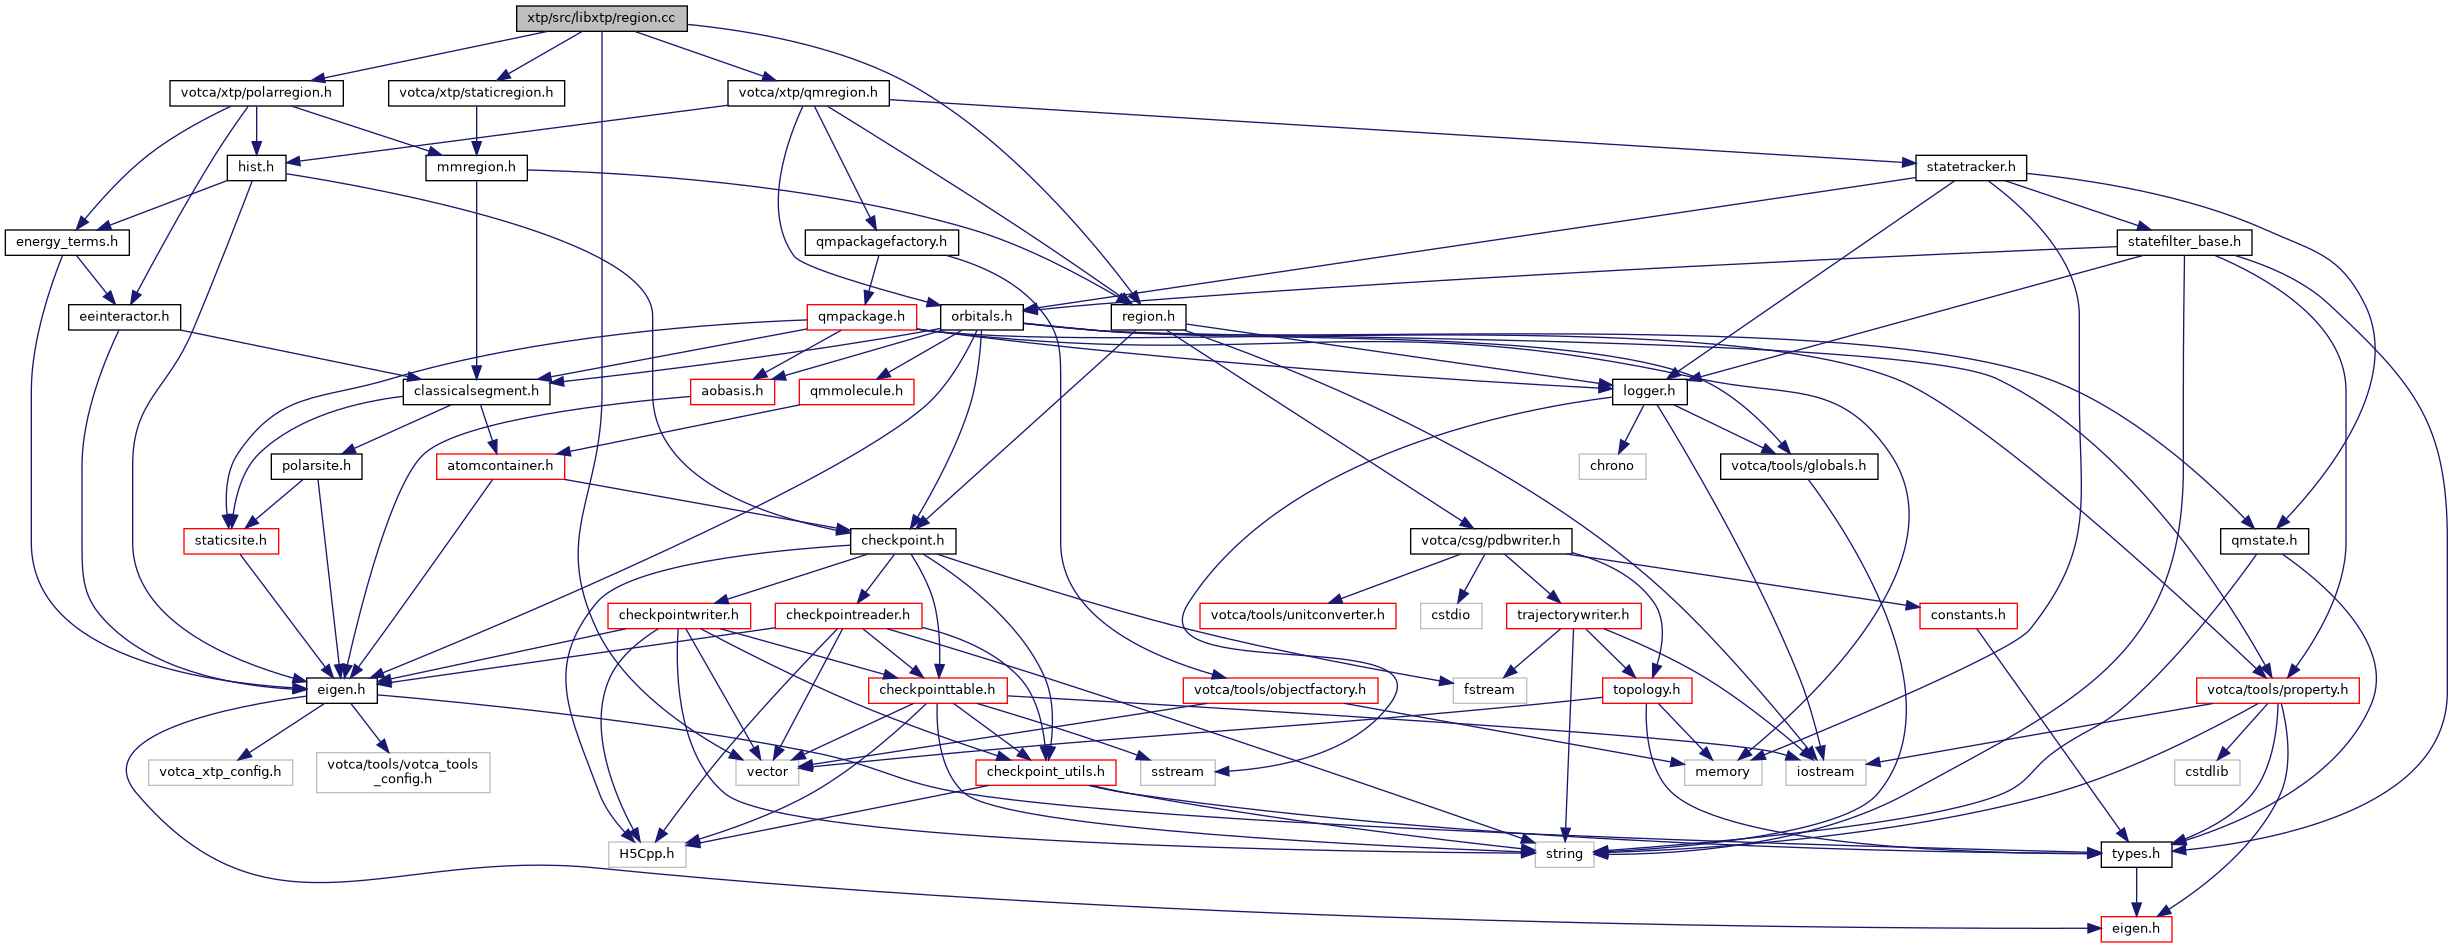 xtp/src/libxtp/region.cc
votca/xtp/polarregion.h
votca/xtp/staticregion.h
votca/xtp/qmregion.h
hist.h
mmregion.h
statetracker.h
energy_terms.h
qmpackagefactory.h
statefilter_base.h
eeinteractor.h
qmpackage.h
orbitals.h
region.h
classicalsegment.h
aobasis.h
qmmolecule.h
logger.h
polarsite.h
atomcontainer.h
chrono
votca/tools/globals.h
staticsite.h
checkpoint.h
votca/csg/pdbwriter.h
qmstate.h
checkpointwriter.h
checkpointreader.h
votca/tools/unitconverter.h
cstdio
trajectorywriter.h
constants.h
eigen.h
checkpointtable.h
votca/tools/objectfactory.h
fstream
topology.h
votca/tools/property.h
votca_xtp_config.h
votca/tools/votca_tools
_config.h
vector
checkpoint_utils.h
sstream
memory
iostream
cstdlib
H5Cpp.h
string
types.h
eigen.h